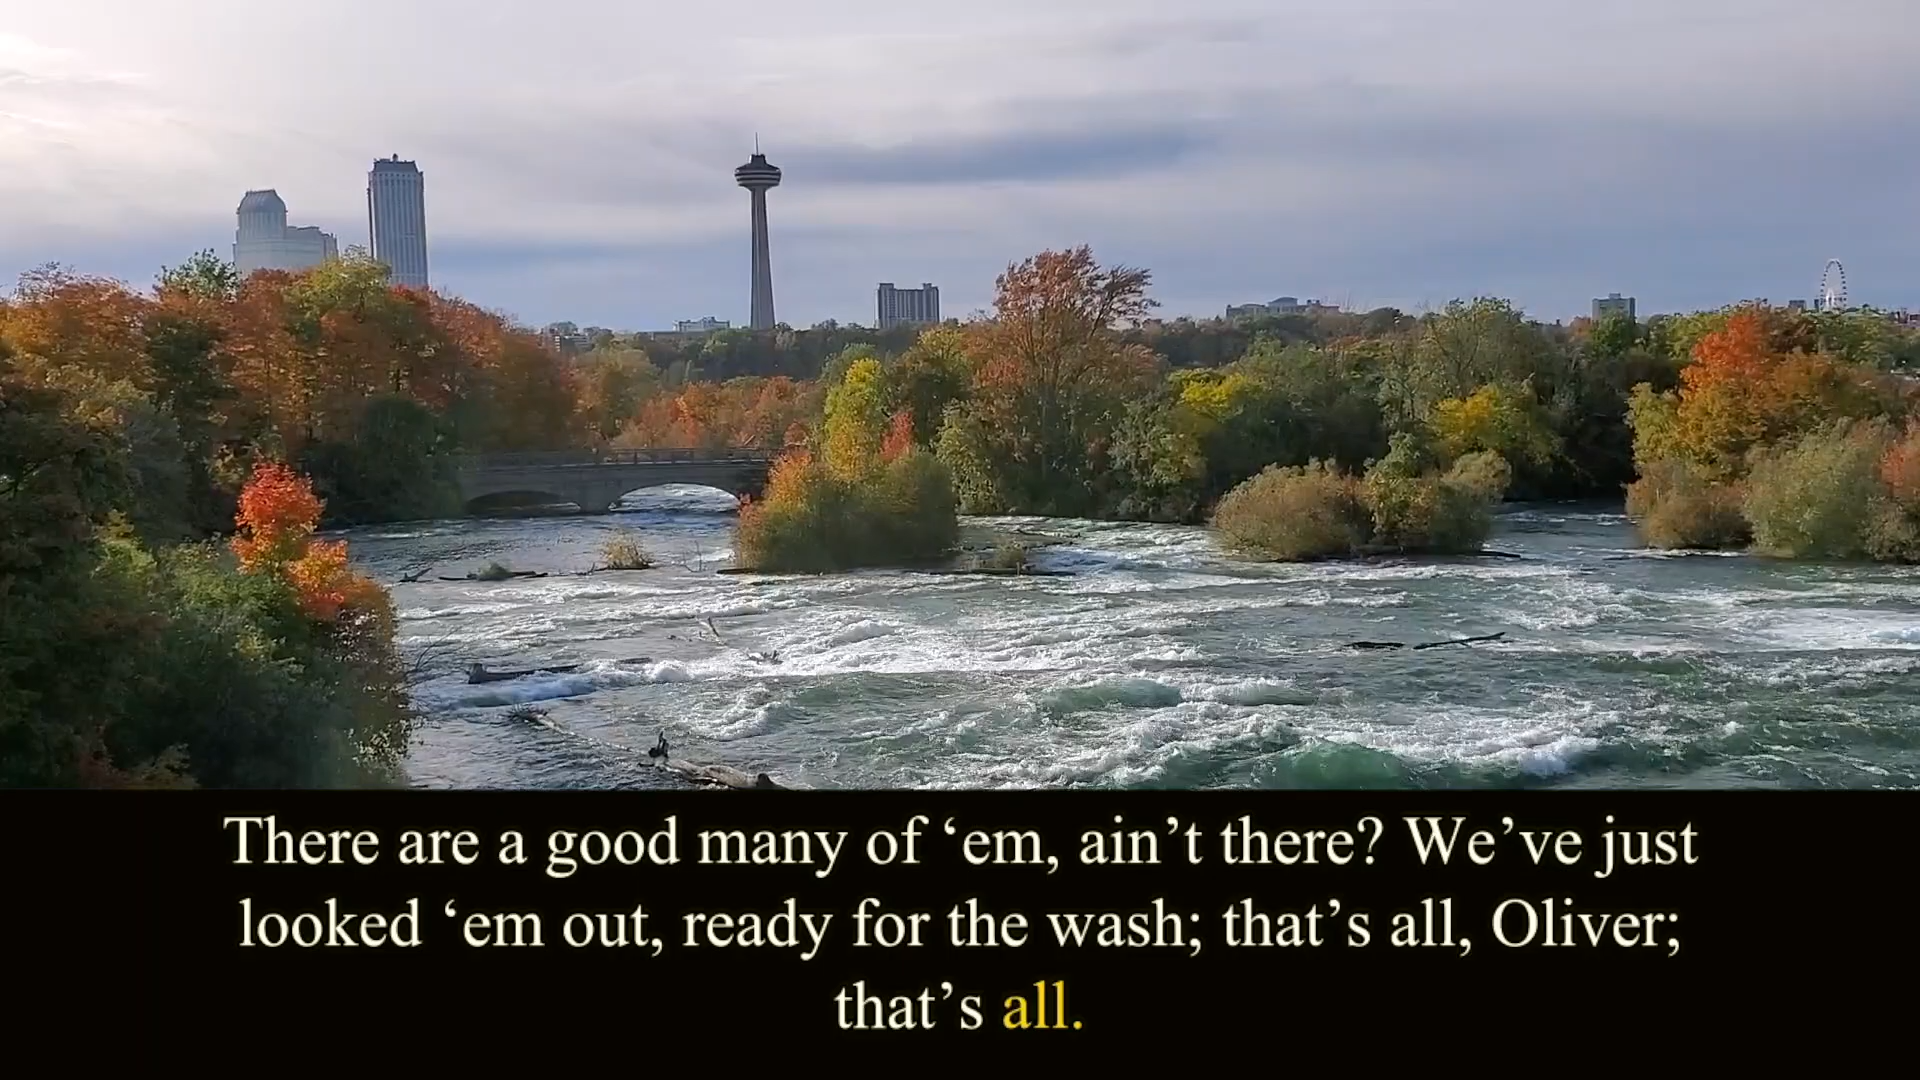 There are a good many of ‘em, ain’t there? We’ve just
looked ‘em out, ready for the wash; that’s all, Oliver;
that’s all.